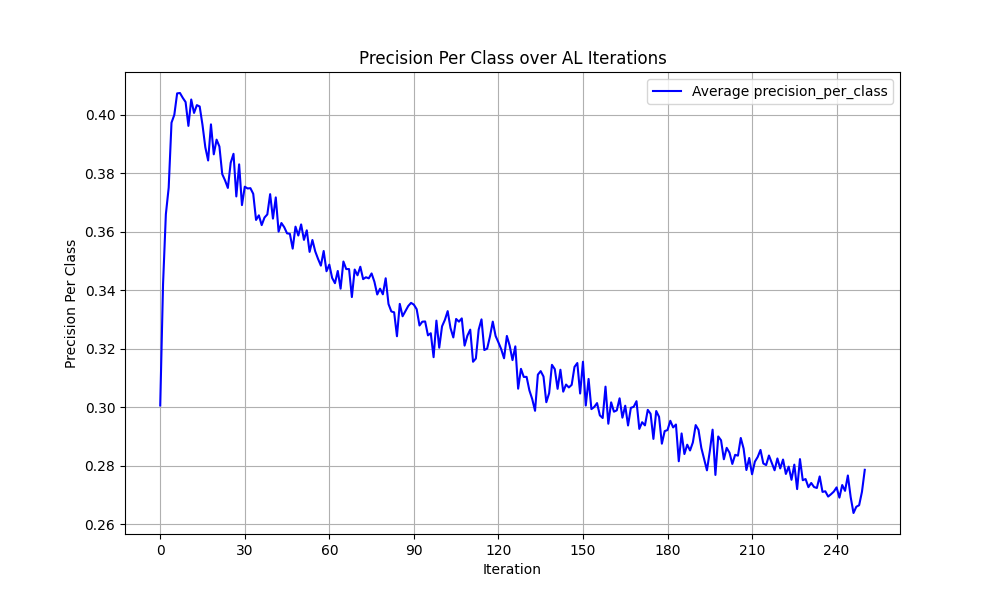 Precision Per Class over AL Iterations
Average precision_per_class
Precision Per Class
0.40
0.38
0.36
0.34
0.32
0.30
0.28
0.26
0 30 60 90 120 150 180 210 240
Iteration